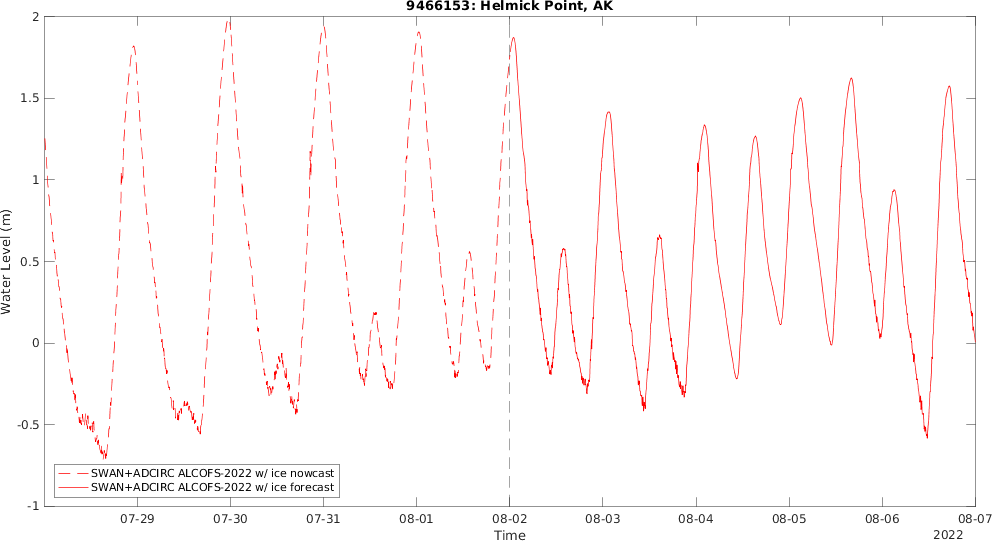 9466153: Helmick Point, AK
Water Level (m)
2
1.5
1
0.5
0
-0.5
-1
SWAN+ADCIRC ALCOFS-2022 w/ ice nowcast
SWAN+ADCIRC ALCOFS-2022 w/ ice forecast
07-29 07-30 07-31 08-01 08-02 08-03 08-04 08-05 08-06 08-07
Time
2022